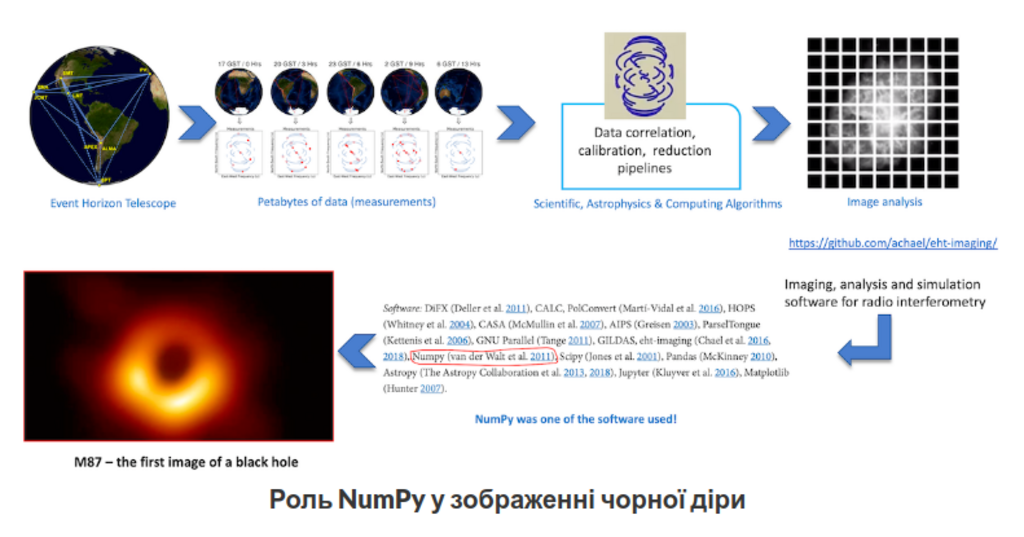 17 GST / 0 Hrs
20 GST / 3 Hrs
23 GST / 6 Hrs
2 GST / 9 Hrs
6 GST / 13 Hrs
PV
SMT
LMT
JCMT
APEX
ALMA
SPT
Measurements
Measurements
Measurements
Measurements
Measurements
Data correlation,
calibration, reduction
pipelines
Event Horizon Telescope
Petabytes of data (measurements)
Scientific, Astrophysics & Computing Algorithms
Image analysis
https://github.com/achael/eht-imaging/
Imaging, analysis and simulation
software for radio interferometry
Software: DiFX (Deller et al. 2011), CALC, PolConvert (Martí-Vidal et al. 2016), HOPS
(Whitney et al. 2004), CASA (McMullin et al. 2007), AIPS (Greisen 2003), ParselTongue
(Kettenis et al. 2006), GNU Parallel (Tange 2011), GILDAS, eht-imaging (Chael et al. 2016,
2018), Numpy (van der Walt et al. 2011), Scipy (Jones et al. 2001), Pandas (McKinney 2010),
Astropy (The Astropy Collaboration et al. 2013, 2018), Jupyter (Kluyver et al. 2016), Matplotlib
(Hunter 2007).
NumPy was one of the software used!
M87 – the first image of a black hole
Роль NumPy у зображенні чорної діри